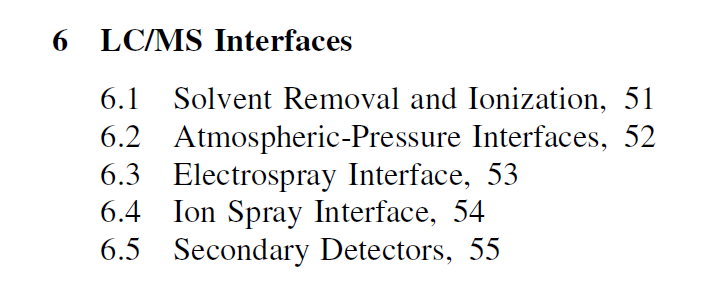 6 LC/MS Interfaces
6.1 Solvent Removal and Ionization, 51
6.2 Atmospheric-Pressure Interfaces, 52
6.3 Electrospray Interface, 53
6.4 Ion Spray Interface, 54
6.5 Secondary Detectors, 55